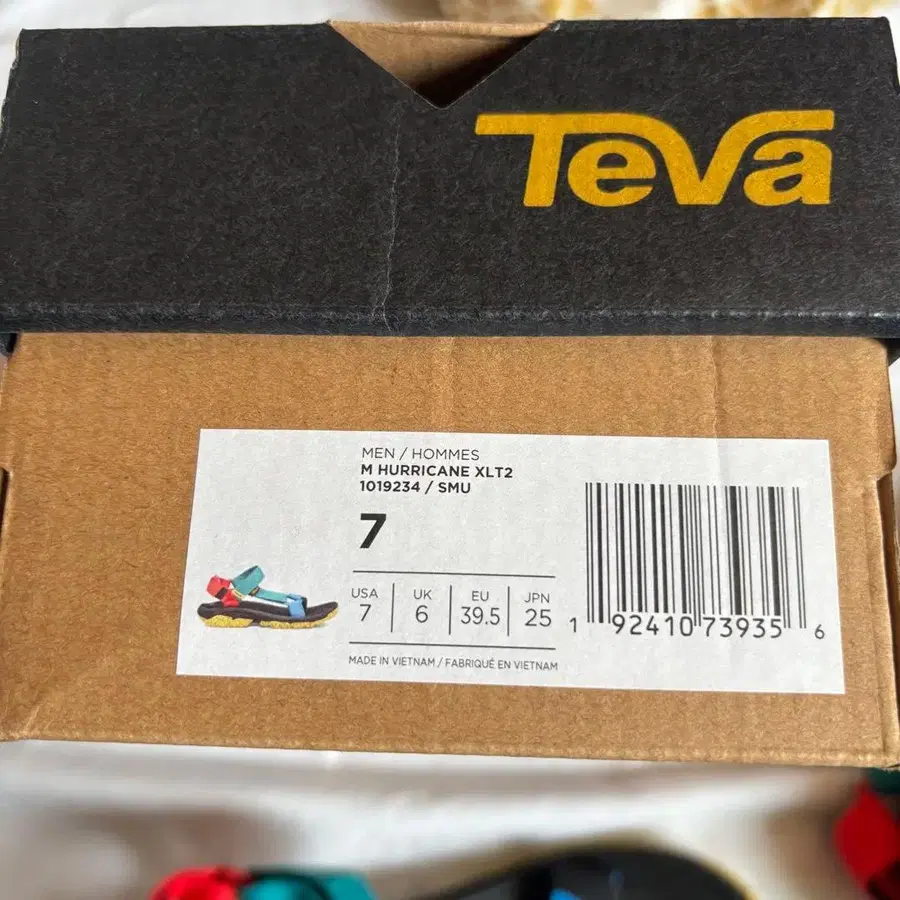 Teva
MEN / HOMMES
M HURRICANE XLT2
1019234 / SMU
7
USA UK EU JPN
7 6 39.5 25
MADE IN VIETNAM / FABRIQUÉ EN VIETNAM
1 92410 73935 6